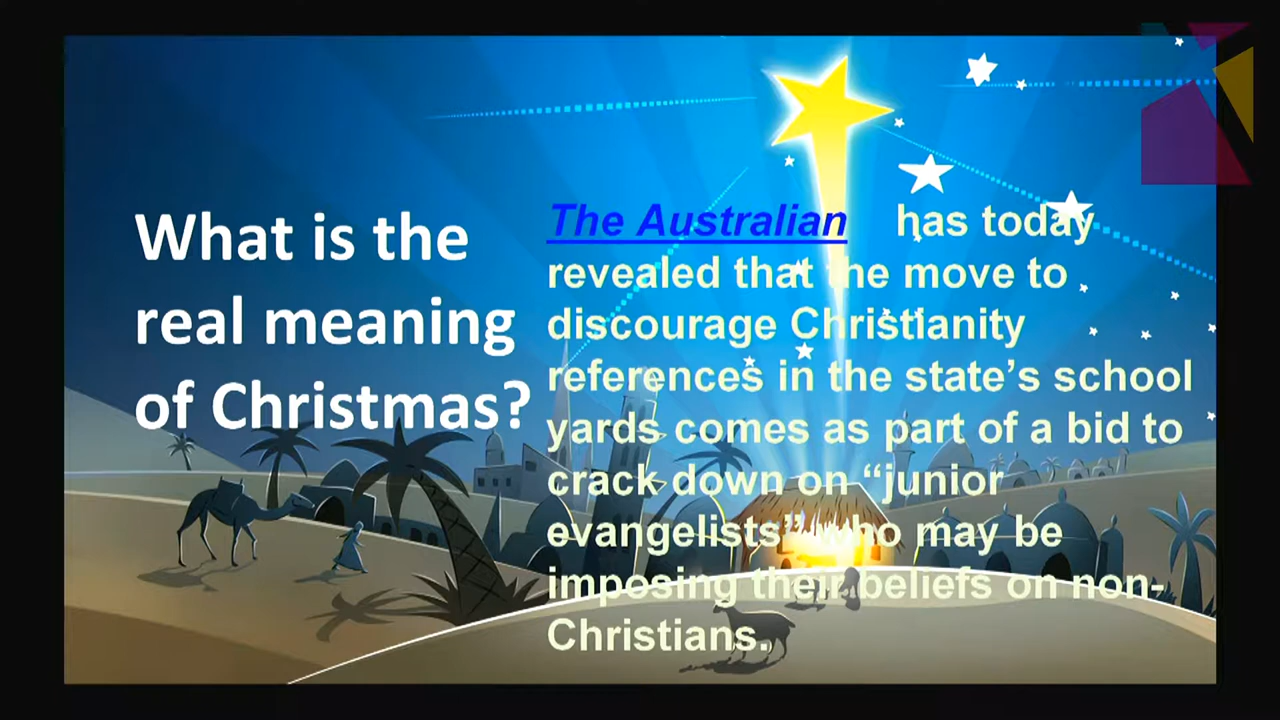 What is the
real meaning
of Christmas?
The Australian has today
revealed that the move to
discourage Christianity
references in the state’s school
yards comes as part of a bid to
crack down on “junior
evangelists” who may be
imposing their beliefs on non-
Christians.